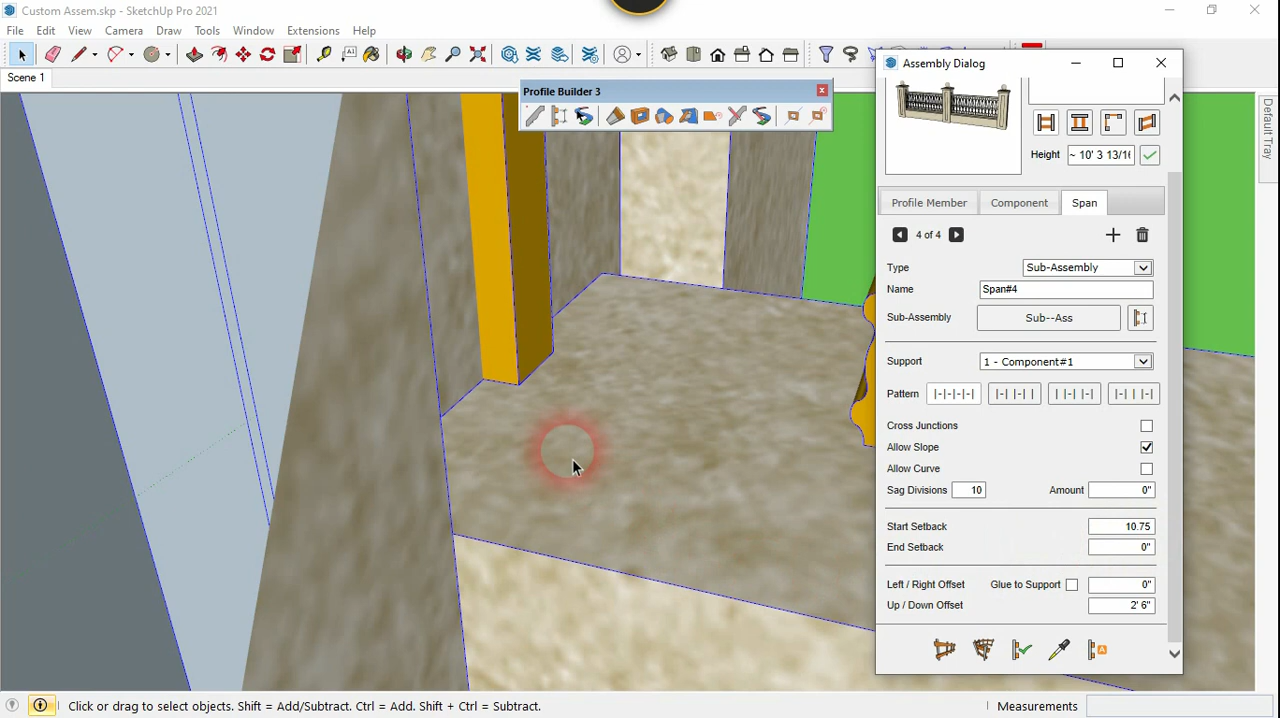 Custom Assem.skp - SketchUp Pro 2021
File Edit View Camera Draw Tools Window Extensions Help
Scene 1
Profile Builder 3
Assembly Dialog
Default Tray
Height ~ 10' 3 13/16
Profile Member Component Span
4 of 4
Type Sub-Assembly
Name Span#4
Sub-Assembly Sub--Ass
Support 1 - Component#1
Pattern |-|-|-|-| |-|-| | | |-|-| |-| | |-|
Cross Junctions
Allow Slope
Allow Curve
Sag Divisions 10 Amount 0"
Start Setback 10.75
End Setback 0"
Left / Right Offset Glue to Support 0"
Up / Down Offset 2' 6"
Click or drag to select objects. Shift = Add/Subtract. Ctrl = Add. Shift + Ctrl = Subtract.
Measurements